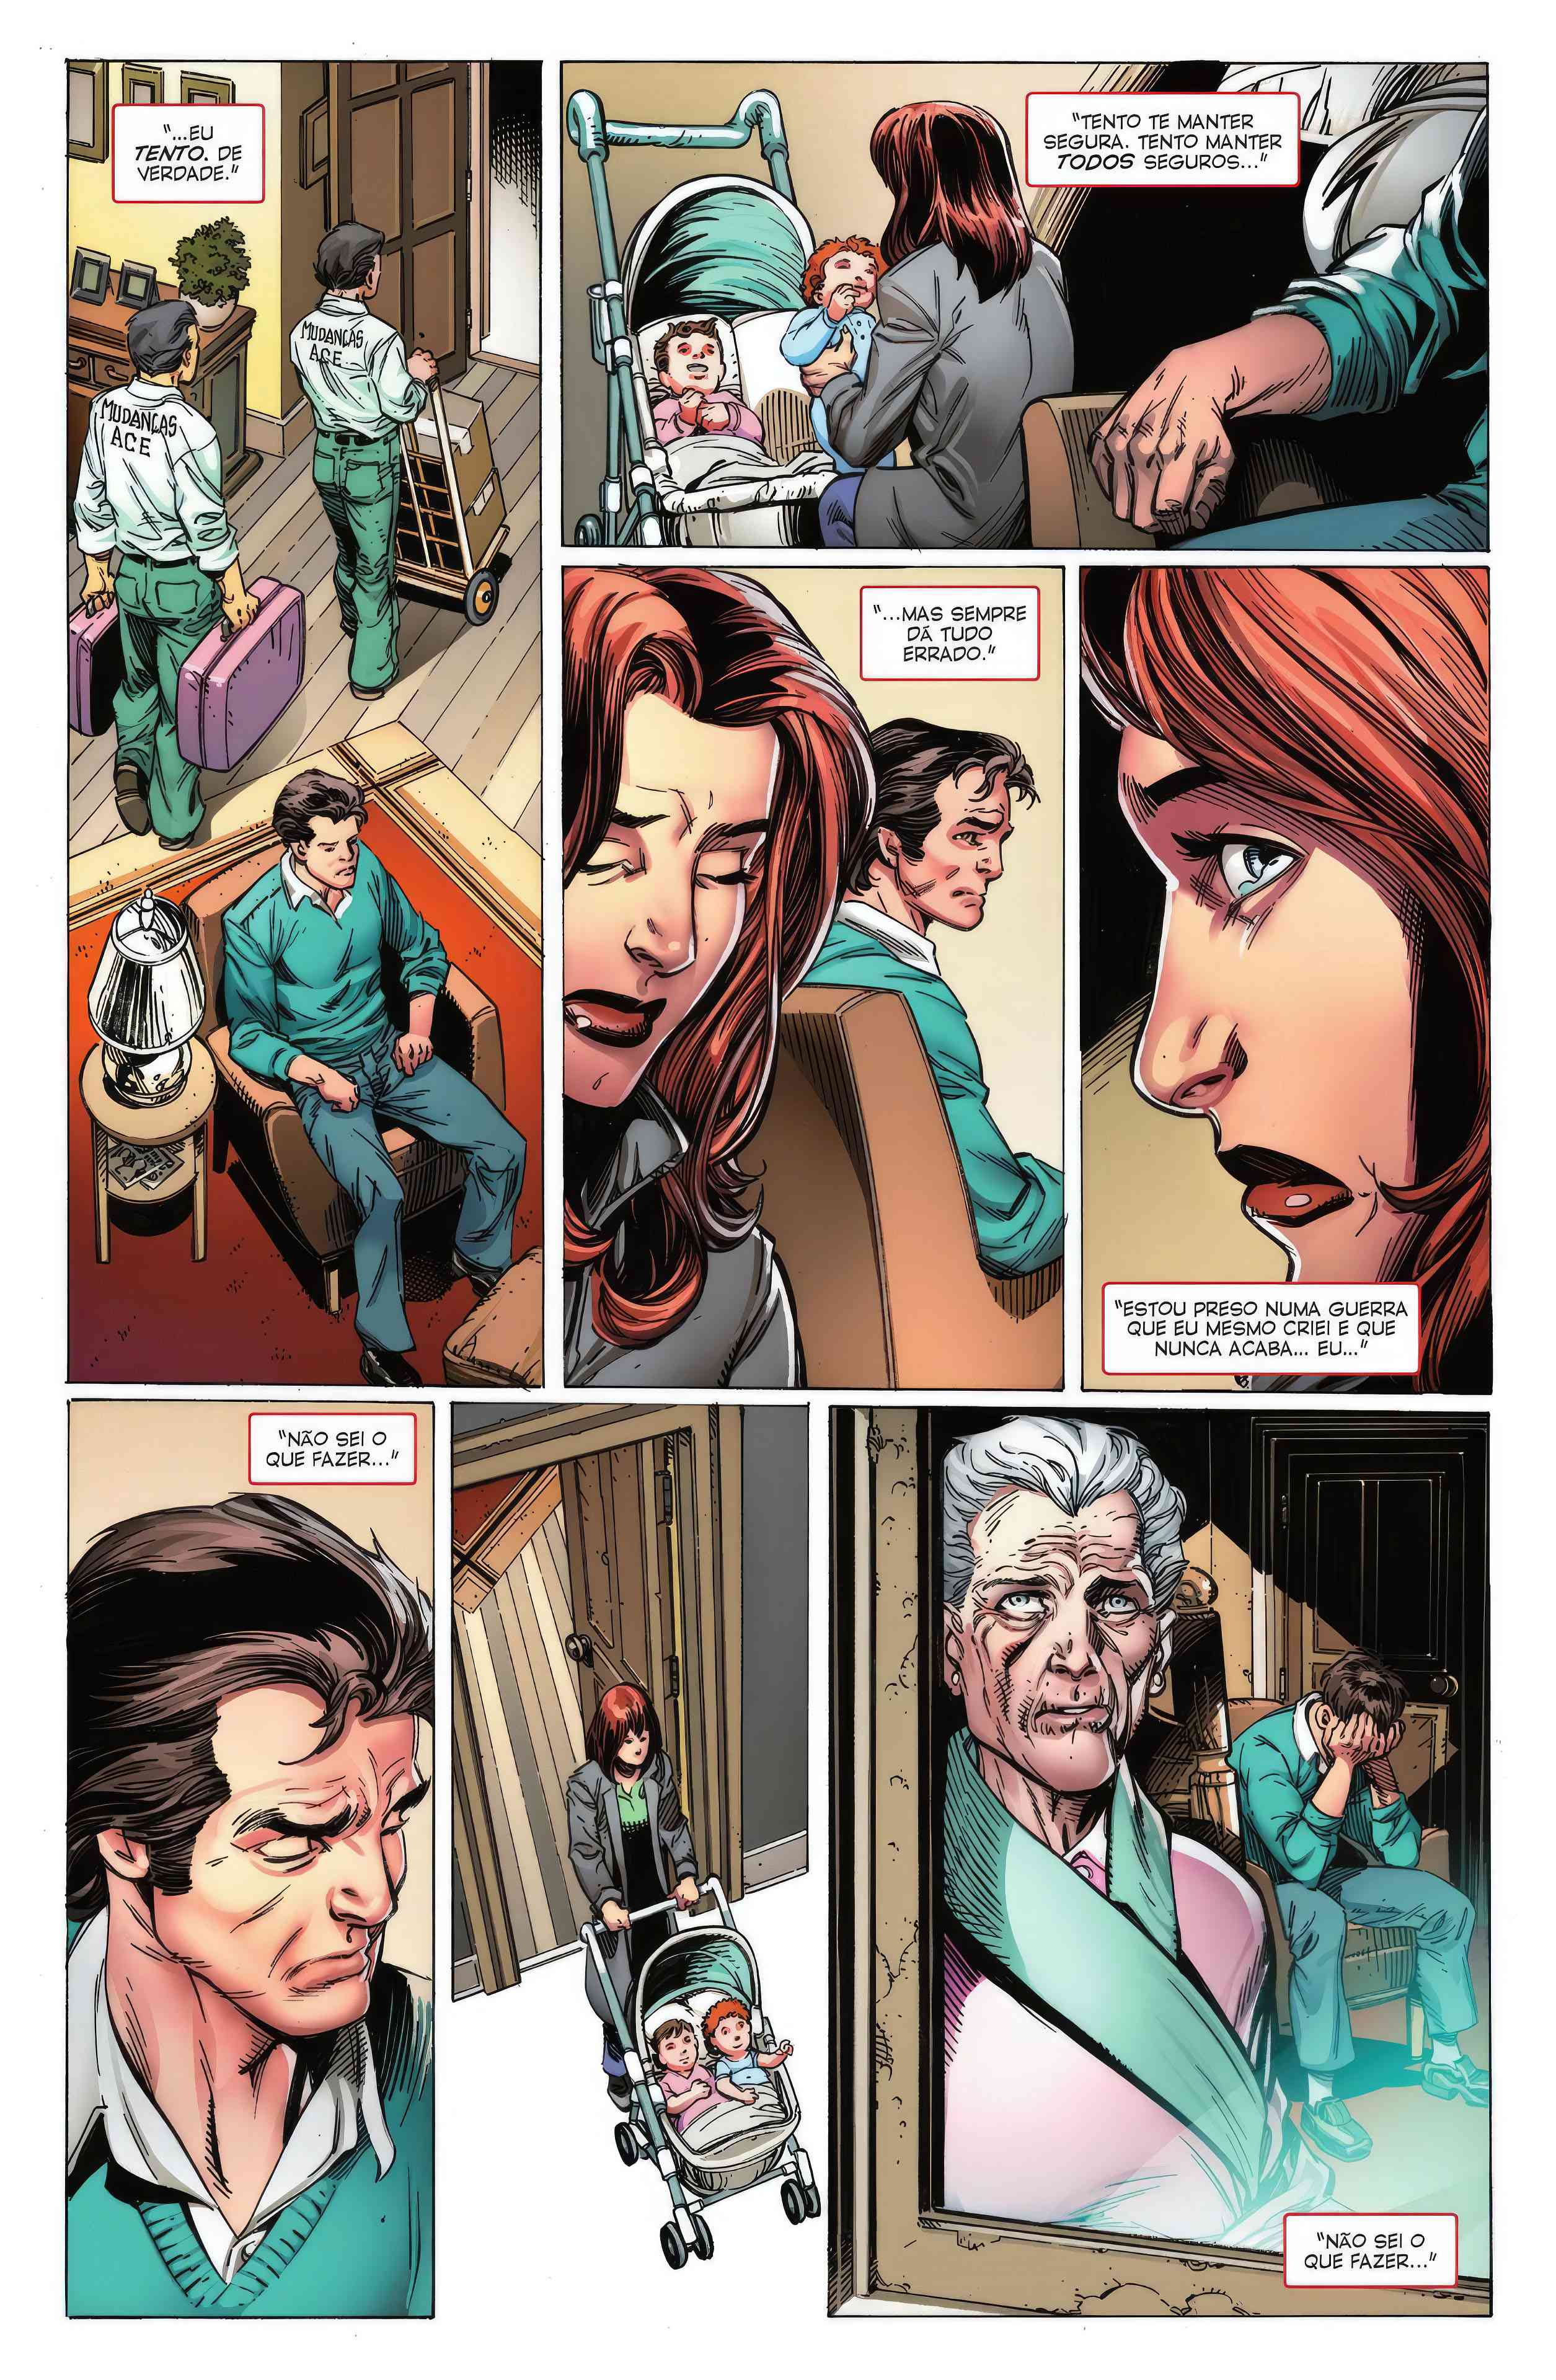 "...EU
TENTO. DE
VERDADE."
MUDANÇAS
ACE
MUDANÇAS
ACE
"TENTO TE MANTER
SEGURA. TENTO MANTER
TODOS SEGUROS..."
"...MAS SEMPRE
DÁ TUDO
ERRADO."
"ESTOU PRESO NUMA GUERRA
QUE EU MESMO CRIEI E QUE
NUNCA ACABA... EU..."
"NÃO SEI O
QUE FAZER..."
"NÃO SEI O
QUE FAZER..."